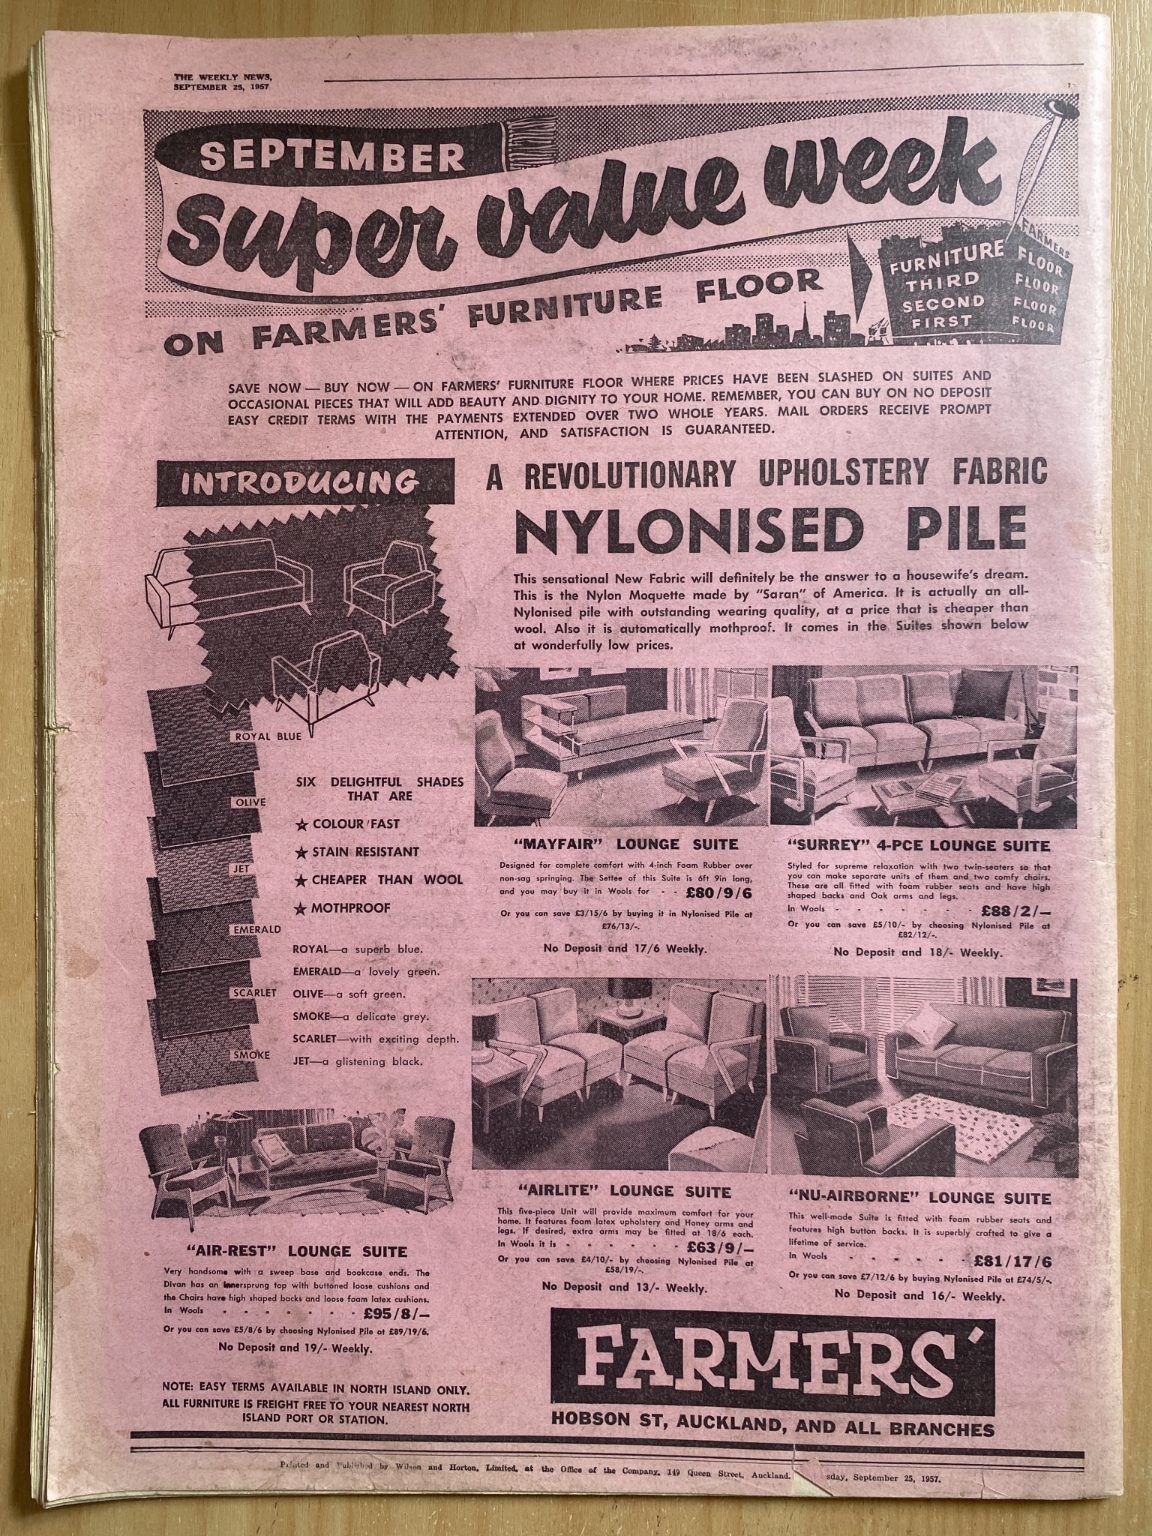 THE WEEKLY NEWS,
SEPTEMBER 25, 1957
SEPTEMBER
super value week
ON FARMERS' FURNITURE FLOOR
FARMERS
FURNITURE FLOOR
THIRD FLOOR
SECOND FLOOR
FIRST FLOOR
SAVE NOW — BUY NOW — ON FARMERS' FURNITURE FLOOR WHERE PRICES HAVE BEEN SLASHED ON SUITES AND
OCCASIONAL PIECES THAT WILL ADD BEAUTY AND DIGNITY TO YOUR HOME. REMEMBER, YOU CAN BUY ON NO DEPOSIT
EASY CREDIT TERMS WITH THE PAYMENTS EXTENDED OVER TWO WHOLE YEARS. MAIL ORDERS RECEIVE PROMPT
ATTENTION, AND SATISFACTION IS GUARANTEED.
INTRODUCING
A REVOLUTIONARY UPHOLSTERY FABRIC
NYLONISED PILE
This sensational New Fabric will definitely be the answer to a housewife's dream.
This is the Nylon Moquette made by "Saran" of America. It is actually an all-
Nylonised pile with outstanding wearing quality, at a price that is cheaper than
wool. Also it is automatically mothproof. It comes in the Suites shown below
at wonderfully low prices.
ROYAL BLUE
OLIVE
JET
EMERALD
SCARLET
SMOKE
SIX DELIGHTFUL SHADES
THAT ARE
★ COLOUR FAST
★ STAIN RESISTANT
★ CHEAPER THAN WOOL
★ MOTHPROOF
ROYAL—a superb blue.
EMERALD—a lovely green.
OLIVE—a soft green.
SMOKE—a delicate grey.
SCARLET—with exciting depth.
JET—a glistening black.
"MAYFAIR" LOUNGE SUITE
Designed for complete comfort with 4-inch Foam Rubber over
non-sag springing. The Settee of this Suite is 6ft 9in long,
and you may buy it in Wools for - - £80/9/6
Or you can save £3/15/6 by buying it in Nylonised Pile at
£76/13/-.
No Deposit and 17/6 Weekly.
"SURREY" 4-PCE LOUNGE SUITE
Styled for supreme relaxation with two twin-seaters so that
you can make separate units of them and two comfy chairs.
These are all fitted with foam rubber seats and have high
shaped backs and Oak arms and legs.
In Wools - - - - - - - £88/2/-
Or you can save £5/10/- by choosing Nylonised Pile at
£82/12/-.
No Deposit and 18/- Weekly.
"AIRLITE" LOUNGE SUITE
This five-piece Unit will provide maximum comfort for your
home. It features foam latex upholstery and Honey arms and
legs. If desired, extra arms may be fitted at 18/6 each.
In Wools it is - - - - - - £63/9/-
Or you can save £4/10/- by choosing Nylonised Pile at
£58/19/-.
No Deposit and 13/- Weekly.
"NU-AIRBORNE" LOUNGE SUITE
This well-made Suite is fitted with foam rubber seats and
features high button backs. It is superbly crafted to give a
lifetime of service.
In Wools - - - - - - - £81/17/6
Or you can save £7/12/6 by buying Nylonised Pile at £74/5/-.
No Deposit and 16/- Weekly.
"AIR-REST" LOUNGE SUITE
Very handsome with a sweep base and bookcase ends. The
Divan has an innersprung top with buttoned loose cushions and
the Chairs have high shaped backs and loose foam latex cushions.
In Wools - - - - - - - £95/8/-
Or you can save £5/8/6 by choosing Nylonised Pile at £89/19/6.
No Deposit and 19/- Weekly.
NOTE: EASY TERMS AVAILABLE IN NORTH ISLAND ONLY.
ALL FURNITURE IS FREIGHT FREE TO YOUR NEAREST NORTH
ISLAND PORT OR STATION.
FARMERS'
HOBSON ST, AUCKLAND, AND ALL BRANCHES
Printed and Published by Wilson and Horton, Limited, at the Office of the Company, 149 Queen Street, Auckland. sday, September 25, 1957.